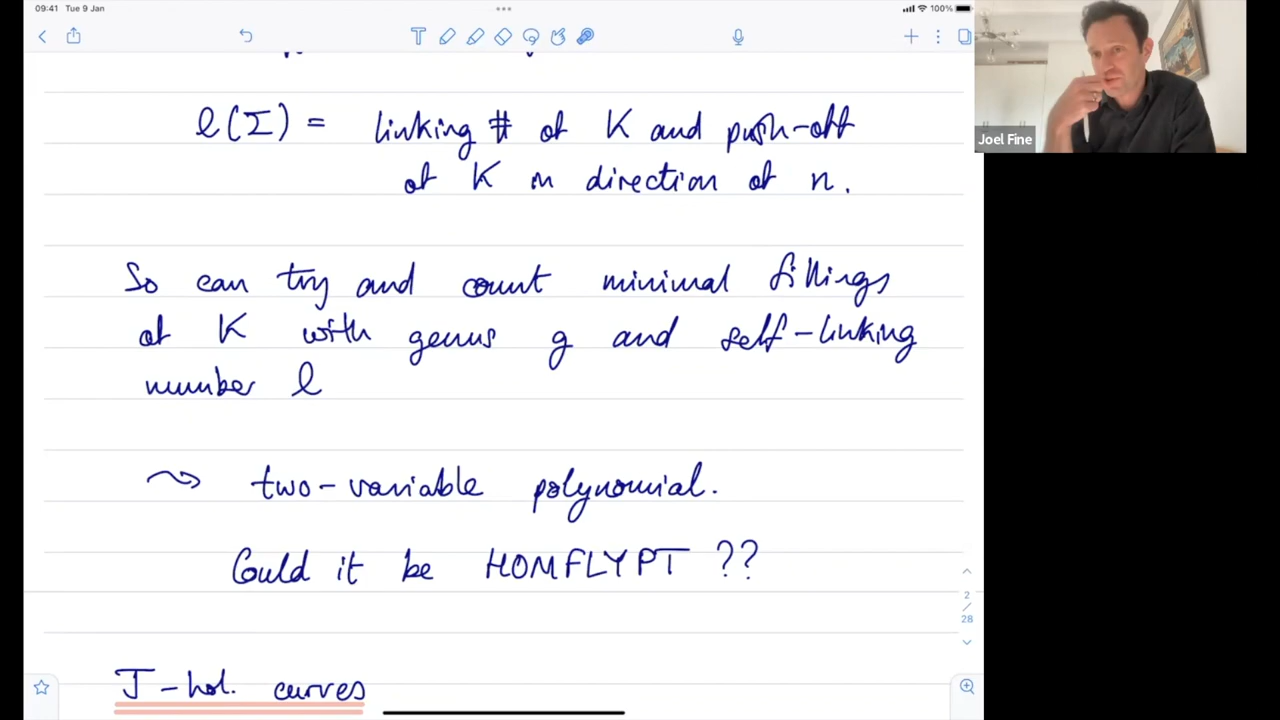 09:41 Tue 9 Jan
100%
l(Σ) = linking # of K and push-off
of K in direction of n.
So can try and count minimal fillings
of K with genus g and self-linking
number l
⤳ two-variable polynomial.
Could it be HOMFLYPT ??
J-hol. curves
2
/
28
Joel Fine